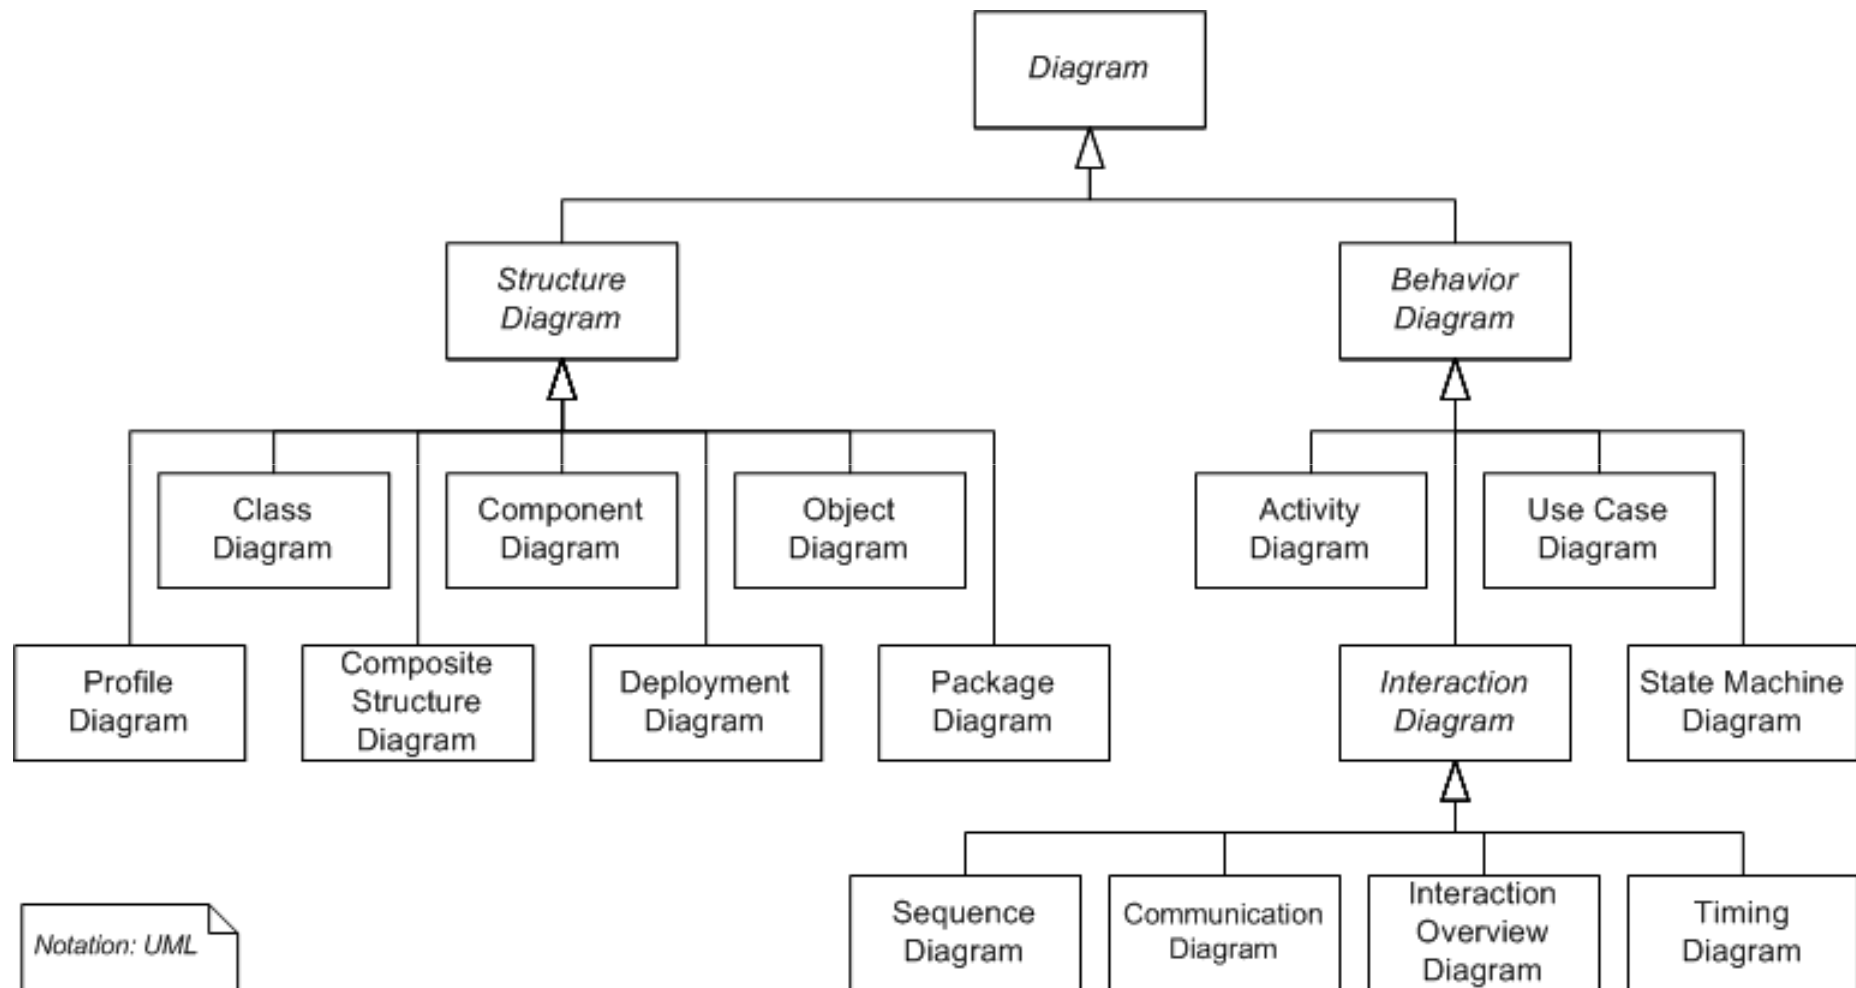 Diagram
Structure
Diagram
Behavior
Diagram
Class
Diagram
Component
Diagram
Object
Diagram
Activity
Diagram
Use Case
Diagram
Profile
Diagram
Composite
Structure
Diagram
Deployment
Diagram
Package
Diagram
Interaction
Diagram
State Machine
Diagram
Sequence
Diagram
Communication
Diagram
Interaction
Overview
Diagram
Timing
Diagram
Notation: UML